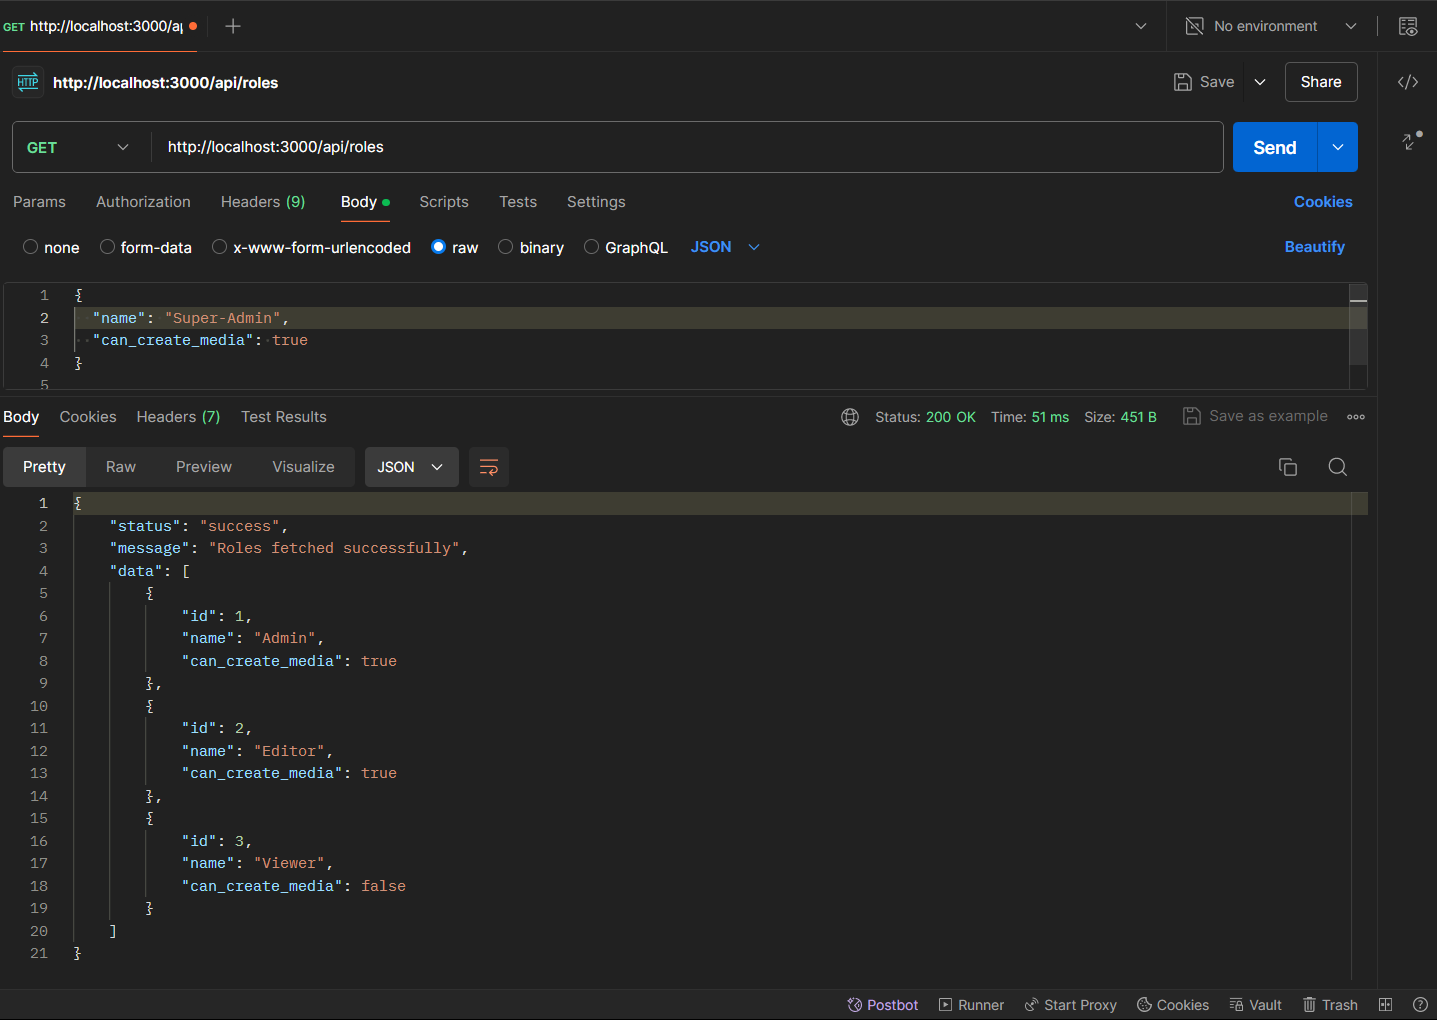 GET http://localhost:3000/ap
No environment
HTTP http://localhost:3000/api/roles
Save
Share
GET http://localhost:3000/api/roles
Send
Params Authorization Headers (9) Body Scripts Tests Settings
Cookies
none form-data x-www-form-urlencoded raw binary GraphQL JSON
Beautify
1 {
2 "name": "Super-Admin",
3 "can_create_media": true
4 }
5
Body Cookies Headers (7) Test Results
Status: 200 OK Time: 51 ms Size: 451 B Save as example
Pretty Raw Preview Visualize JSON
1 {
2 "status": "success",
3 "message": "Roles fetched successfully",
4 "data": [
5 {
6 "id": 1,
7 "name": "Admin",
8 "can_create_media": true
9 },
10 {
11 "id": 2,
12 "name": "Editor",
13 "can_create_media": true
14 },
15 {
16 "id": 3,
17 "name": "Viewer",
18 "can_create_media": false
19 }
20 ]
21 }
Postbot Runner Start Proxy Cookies Vault Trash